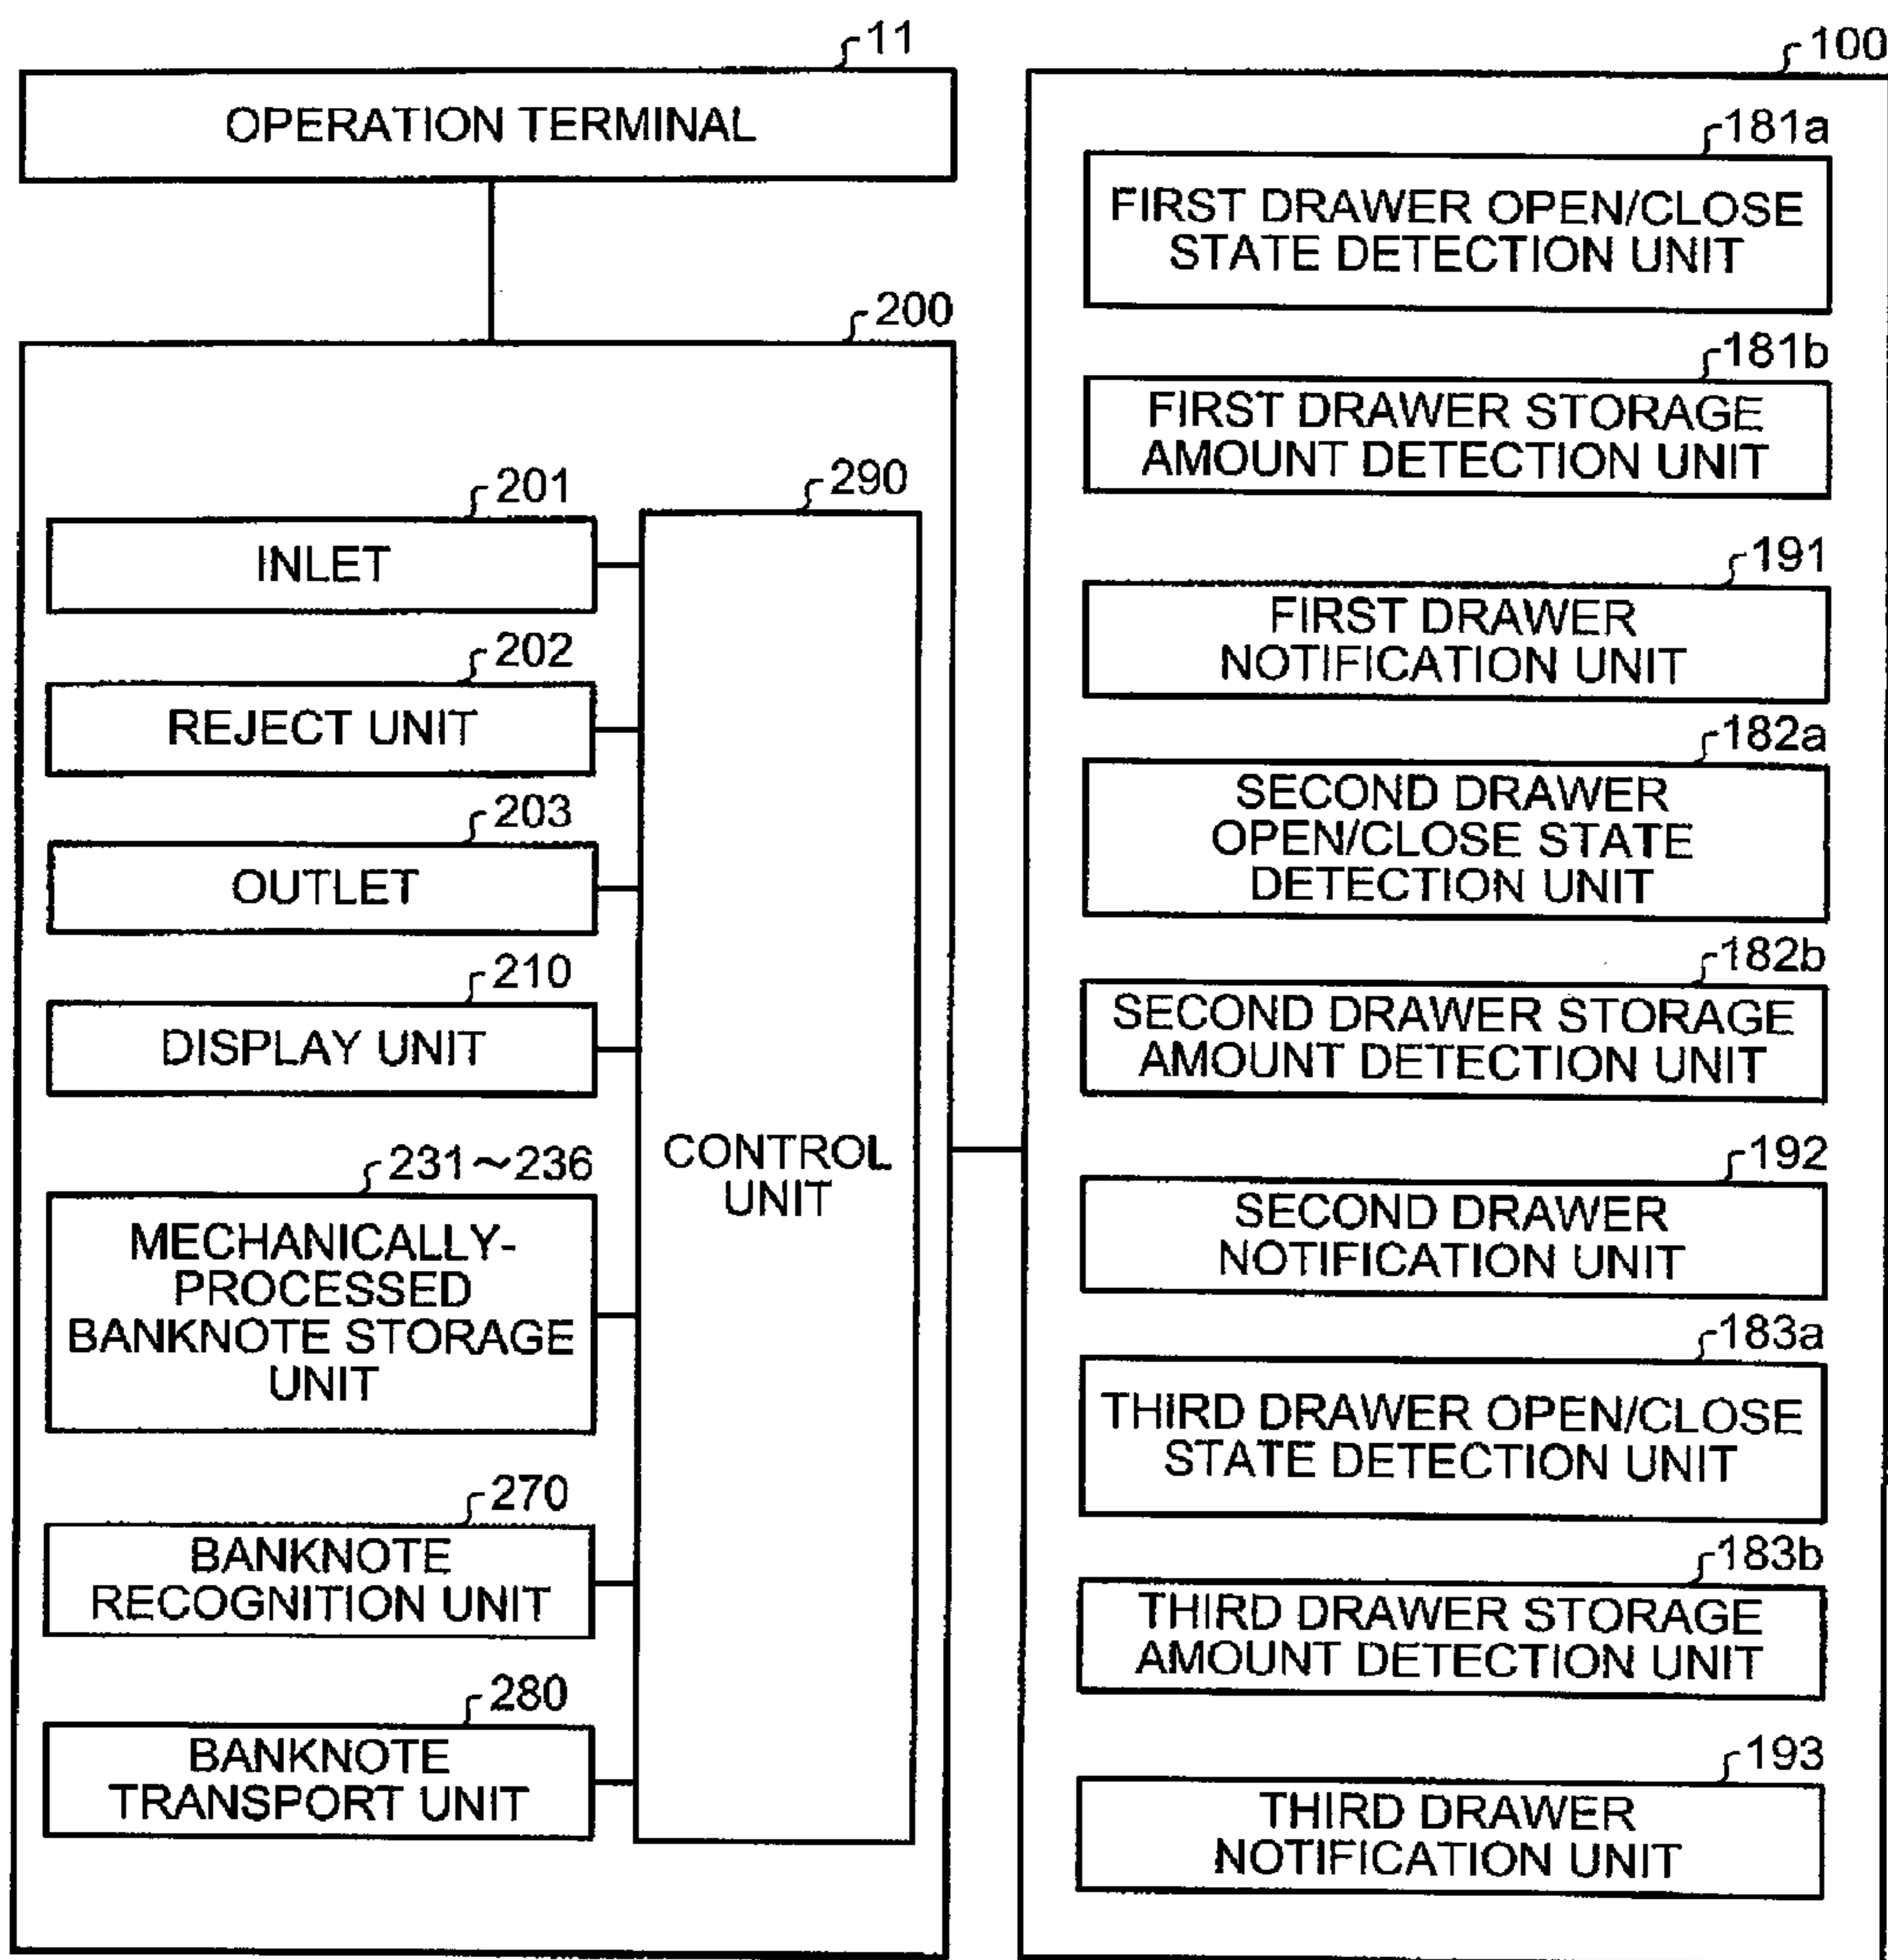 11
OPERATION TERMINAL
200
201
INLET
202
REJECT UNIT
203
OUTLET
210
DISPLAY UNIT
231~236
MECHANICALLY-
PROCESSED
BANKNOTE STORAGE
UNIT
270
BANKNOTE
RECOGNITION UNIT
280
BANKNOTE
TRANSPORT UNIT
290
CONTROL
UNIT
100
181a
FIRST DRAWER OPEN/CLOSE
STATE DETECTION UNIT
181b
FIRST DRAWER STORAGE
AMOUNT DETECTION UNIT
191
FIRST DRAWER
NOTIFICATION UNIT
182a
SECOND DRAWER
OPEN/CLOSE STATE
DETECTION UNIT
182b
SECOND DRAWER STORAGE
AMOUNT DETECTION UNIT
192
SECOND DRAWER
NOTIFICATION UNIT
183a
THIRD DRAWER OPEN/CLOSE
STATE DETECTION UNIT
183b
THIRD DRAWER STORAGE
AMOUNT DETECTION UNIT
193
THIRD DRAWER
NOTIFICATION UNIT